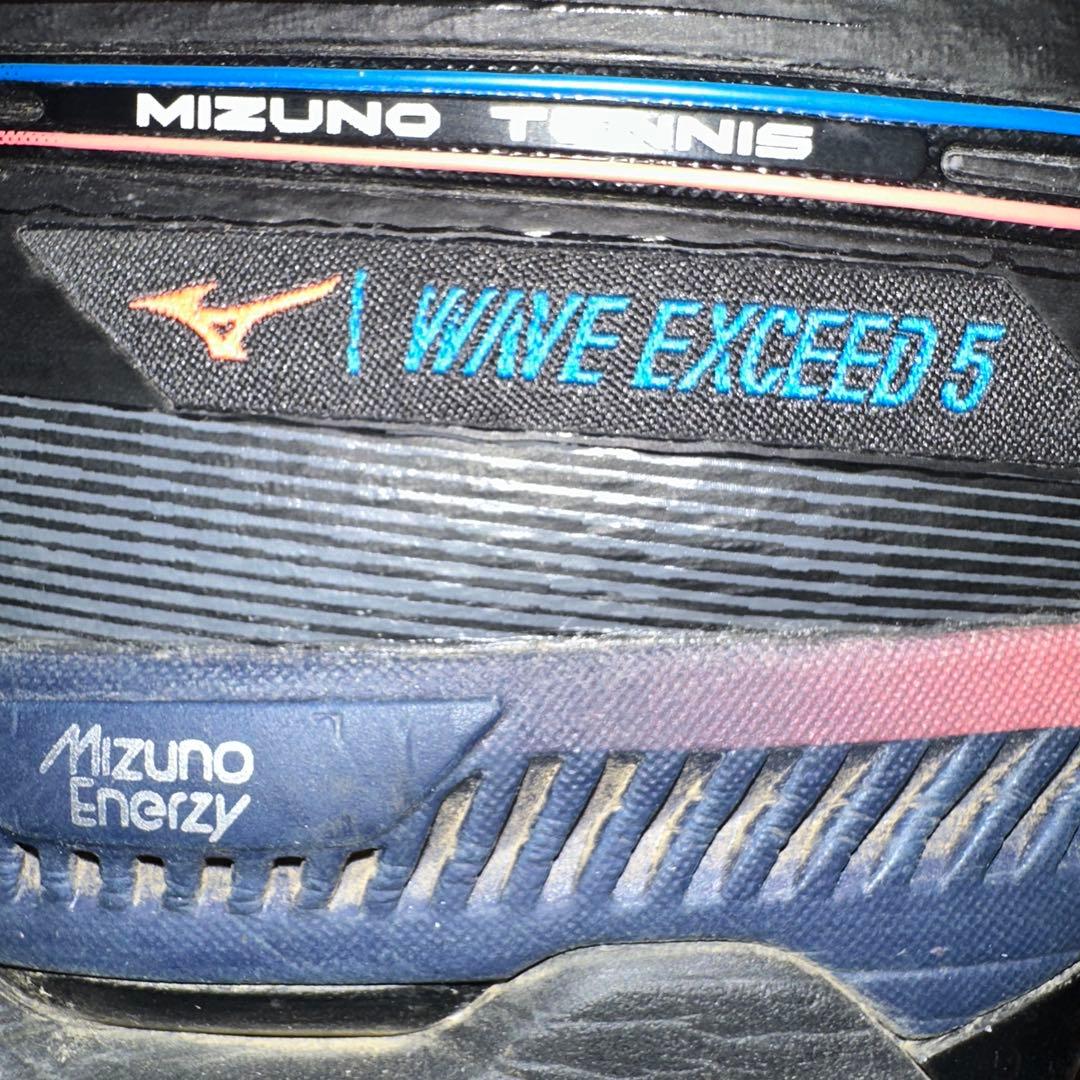 MIZUNO TENNIS
WAVE EXCEED 5
Mizuno
Enerzy